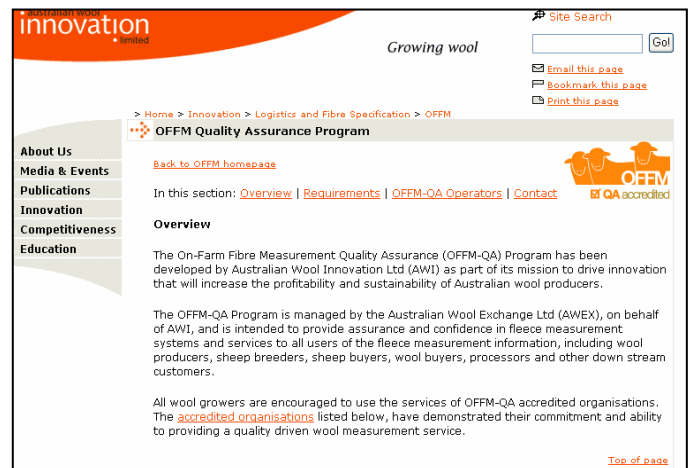 australian wool
innovation
limited
Growing wool
Site Search
Go!
Email this page
Bookmark this page
Print this page
> Home > Innovation > Logistics and Fibre Specification > OFFM
OFFM Quality Assurance Program
About Us
Media & Events
Publications
Innovation
Competitiveness
Education
Back to OFFM homepage
OFFM
QA accredited
In this section: Overview | Requirements | OFFM-QA Operators | Contact
Overview
The On-Farm Fibre Measurement Quality Assurance (OFFM-QA) Program has been
developed by Australian Wool Innovation Ltd (AWI) as part of its mission to drive innovation
that will increase the profitability and sustainability of Australian wool producers.
The OFFM-QA Program is managed by the Australian Wool Exchange Ltd (AWEX), on behalf
of AWI, and is intended to provide assurance and confidence in fleece measurement
systems and services to all users of the fleece measurement information, including wool
producers, sheep breeders, sheep buyers, wool buyers, processors and other down stream
customers.
All wool growers are encouraged to use the services of OFFM-QA accredited organisations.
The accredited organisations listed below, have demonstrated their commitment and ability
to providing a quality driven wool measurement service.
Top of page